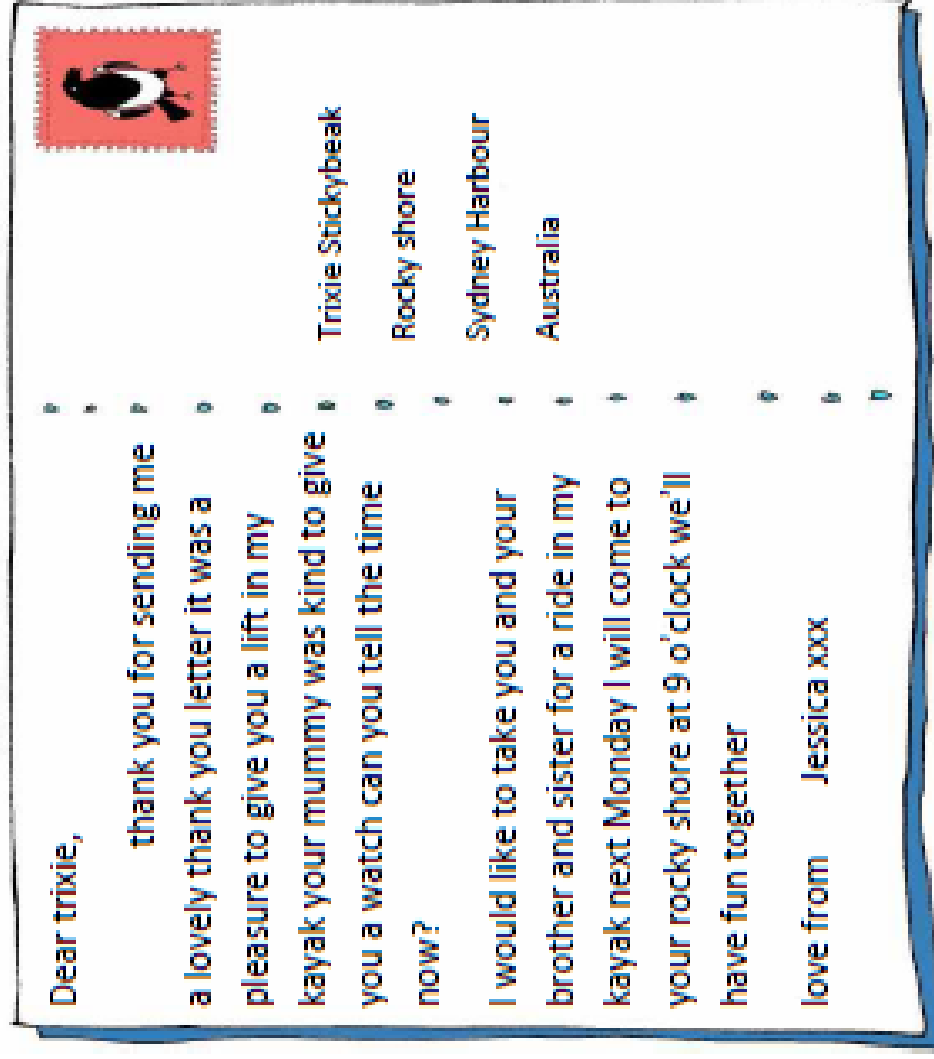 Dear trixie,
thank you for sending me
a lovely thank you letter it was a
pleasure to give you a lift in my
kayak your mummy was kind to give
you a watch can you tell the time
now?
I would like to take you and your
brother and sister for a ride in my
kayak next Monday I will come to
your rocky shore at 9 o'clock we'll
have fun together
love from Jessica xxx
Trixie Stickybeak
Rocky shore
Sydney Harbour
Australia